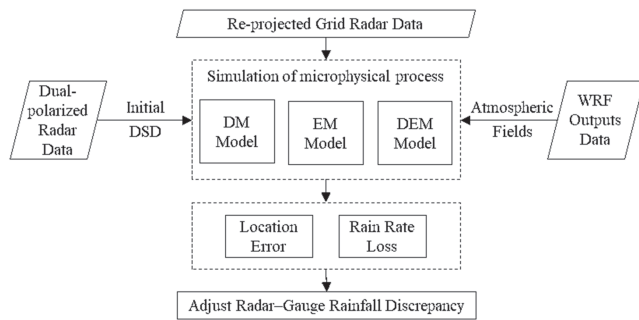 Re-projected Grid Radar Data
Simulation of microphysical process
Dual-
polarized
Radar
Data
Initial
DSD
DM
Model
EM
Model
DEM
Model
Atmospheric
Fields
WRF
Outputs
Data
Location
Error
Rain Rate
Loss
Adjust Radar–Gauge Rainfall Discrepancy